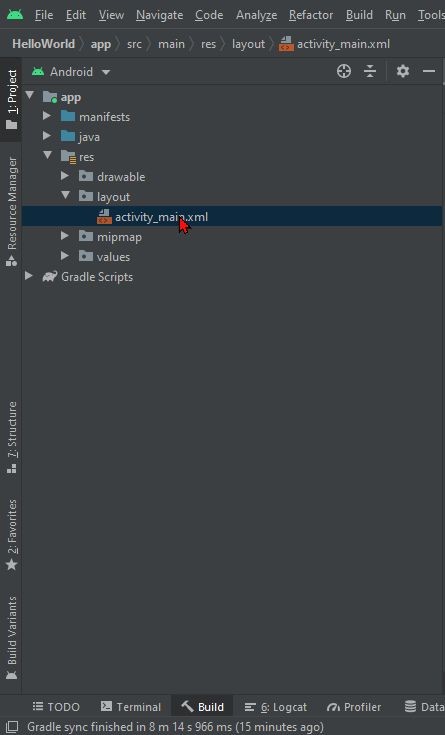 File Edit View Navigate Code Analyze Refactor Build Run Tools
HelloWorld app src main res layout activity_main.xml
1: Project
Android
app
manifests
java
res
drawable
layout
activity_main.xml
mipmap
values
Gradle Scripts
Resource Manager
7: Structure
2: Favorites
Build Variants
TODO Terminal Build 6: Logcat Profiler Data
Gradle sync finished in 8 m 14 s 966 ms (15 minutes ago)